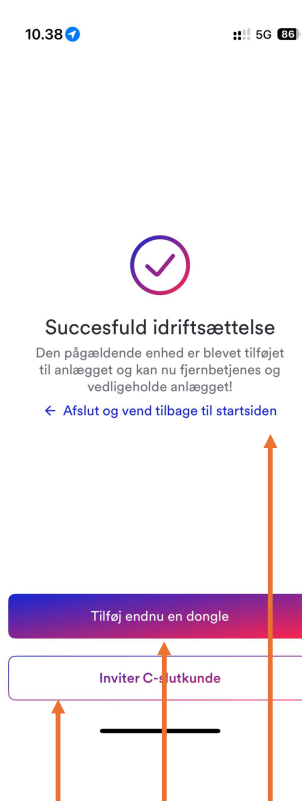 10.38
5G 86
Succesfuld idriftsættelse
Den pågældende enhed er blevet tilføjet
til anlægget og kan nu fjernbetjenes og
vedligeholde anlægget!
← Afslut og vend tilbage til startsiden
Tilføj endnu en dongle
Inviter C-slutkunde